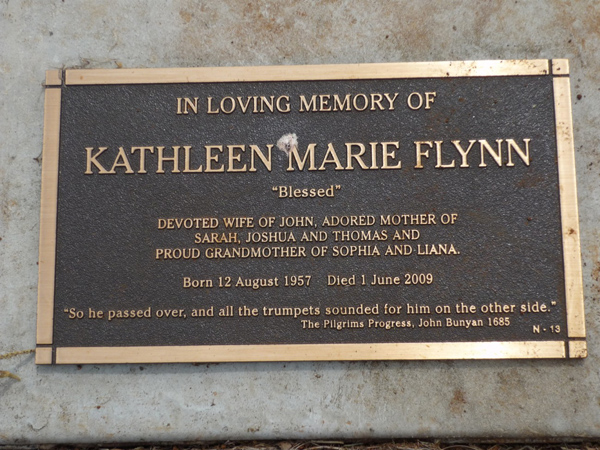 IN LOVING MEMORY OF
KATHLEEN MARIE FLYNN
"Blessed"
DEVOTED WIFE OF JOHN, ADORED MOTHER OF
SARAH, JOSHUA AND THOMAS AND
PROUD GRANDMOTHER OF SOPHIA AND LIANA.
Born 12 August 1957 Died 1 June 2009
"So he passed over, and all the trumpets sounded for him on the other side."
The Pilgrims Progress, John Bunyan 1685
N - 13